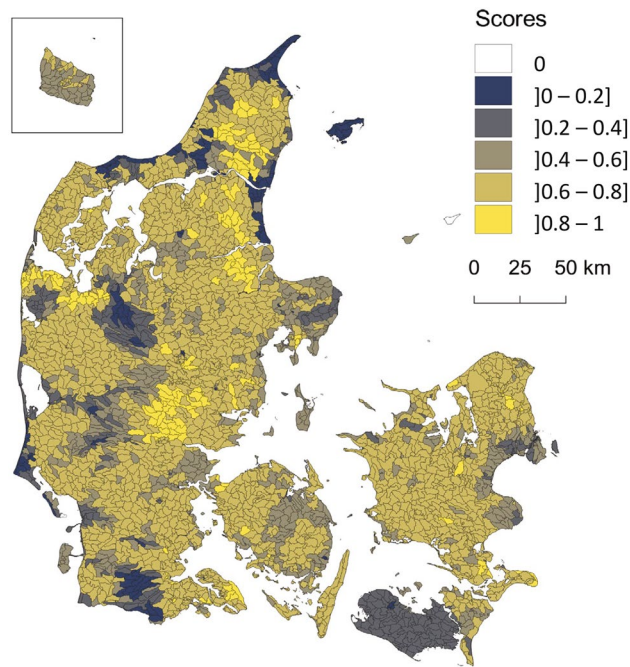 Scores
0
]0 – 0.2]
]0.2 – 0.4]
]0.4 – 0.6]
]0.6 – 0.8]
]0.8 – 1
0 25 50 km